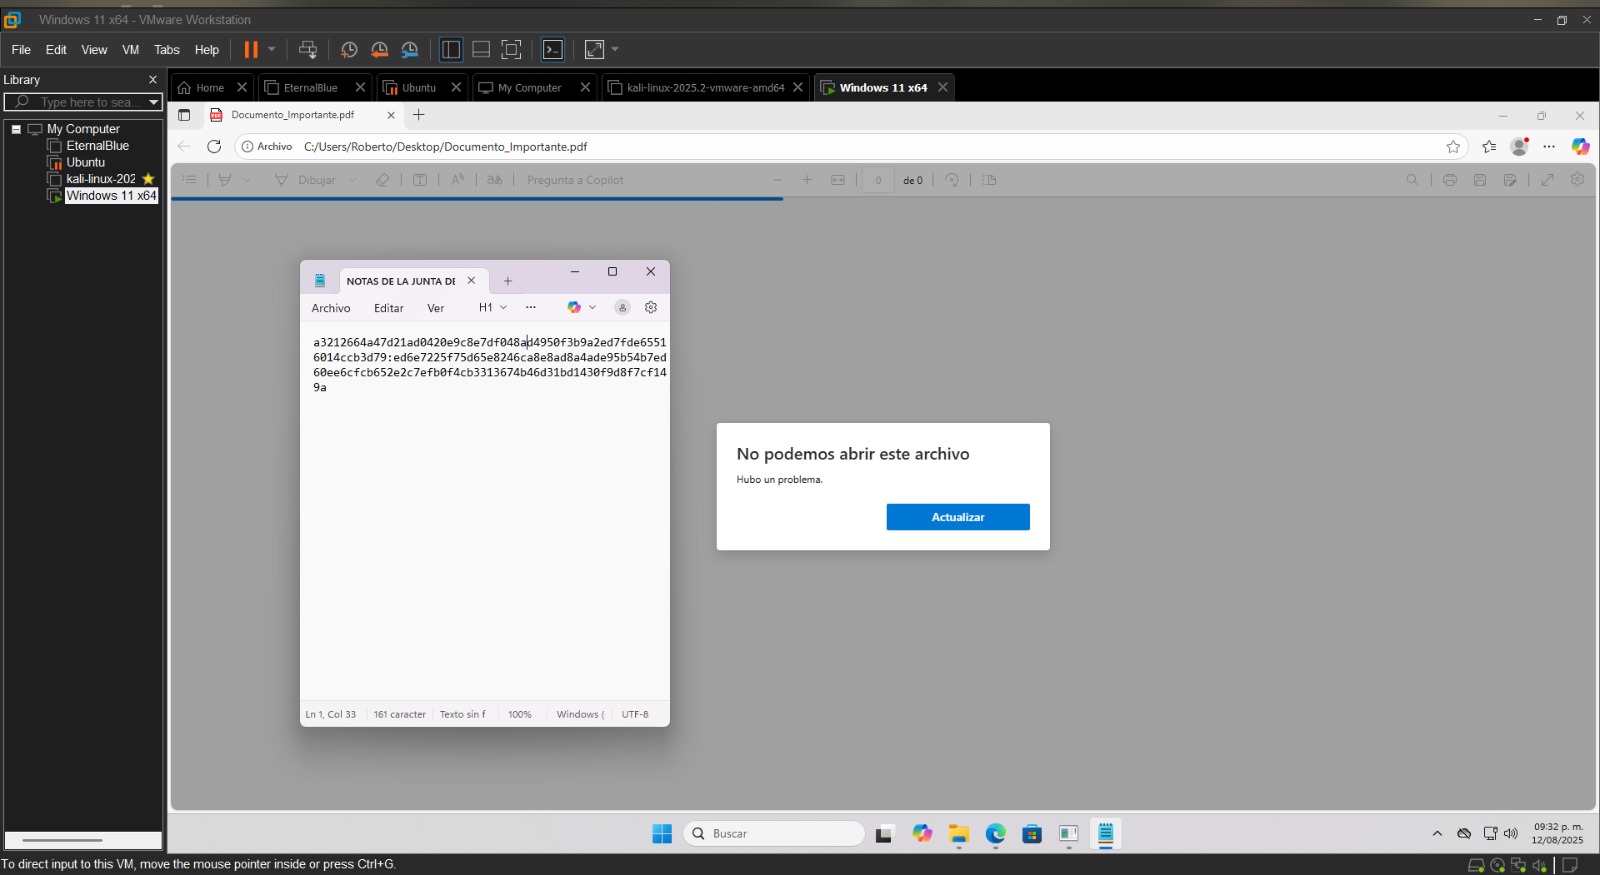 Windows 11 x64 - VMware Workstation
File Edit View VM Tabs Help
Library
Type here to sea...
My Computer
EternalBlue
Ubuntu
kali-linux-202
Windows 11 x64
Home EternalBlue Ubuntu My Computer kali-linux-2025.2-vmware-amd64 Windows 11 x64
Documento_Importante.pdf
Archivo C:/Users/Roberto/Desktop/Documento_Importante.pdf
Dibujar Pregunta a Copilot 0 de 0
NOTAS DE LA JUNTA DE
Archivo Editar Ver H1
a3212664a47d21ad0420e9c8e7df048ad4950f3b9a2ed7fde6551
6014ccb3d79:ed6e7225f75d65e8246ca8e8ad8a4ade95b54b7ed
60ee6cfcb652e2c7efb0f4cb3313674b46d31bd1430f9d8f7cf14
9a
Ln 1, Col 33 161 caracter Texto sin f 100% Windows ( UTF-8
No podemos abrir este archivo
Hubo un problema.
Actualizar
Buscar
09:32 p. m.
12/08/2025
To direct input to this VM, move the mouse pointer inside or press Ctrl+G.